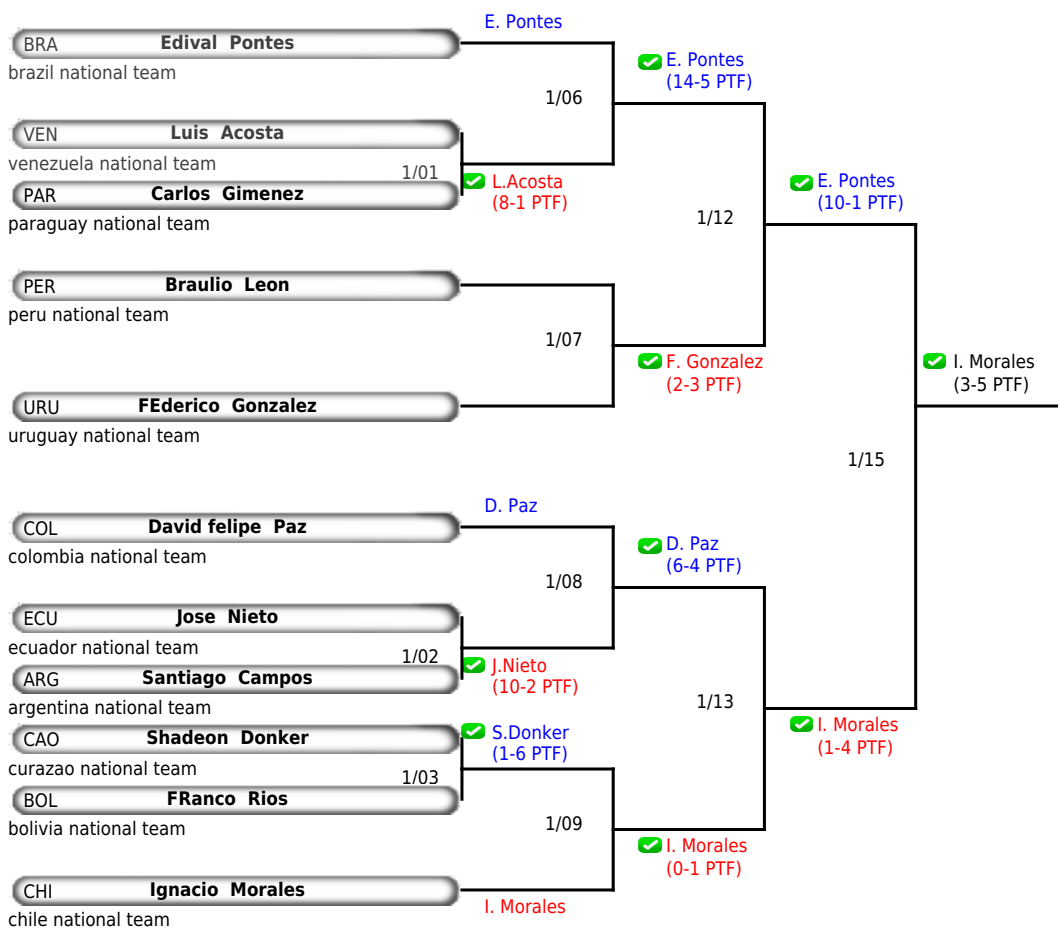 E. Pontes
BRA Edival Pontes
brazil national team
E. Pontes
(14-5 PTF)
1/06
VEN Luis Acosta
venezuela national team
1/01
L.Acosta
(8-1 PTF)
PAR Carlos Gimenez
paraguay national team
E. Pontes
(10-1 PTF)
1/12
PER Braulio Leon
peru national team
1/07
F. Gonzalez
(2-3 PTF)
I. Morales
(3-5 PTF)
URU FEderico Gonzalez
uruguay national team
1/15
D. Paz
COL David felipe Paz
colombia national team
D. Paz
(6-4 PTF)
1/08
ECU Jose Nieto
ecuador national team
1/02
J.Nieto
(10-2 PTF)
ARG Santiago Campos
argentina national team
1/13
I. Morales
(1-4 PTF)
CAO Shadeon Donker
curazao national team
S.Donker
(1-6 PTF)
1/03
BOL FRanco Rios
bolivia national team
1/09
I. Morales
(0-1 PTF)
CHI Ignacio Morales
chile national team
I. Morales